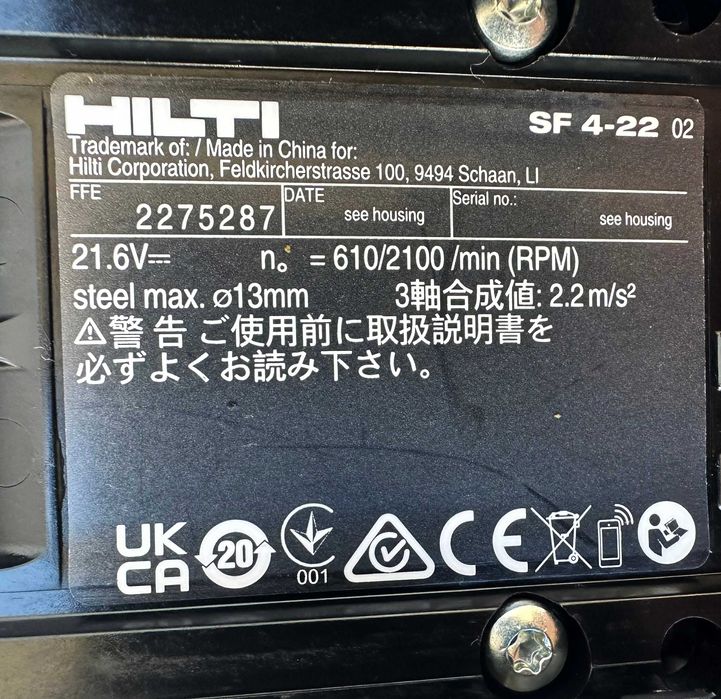 HILTI
SF 4-22 02
Trademark of: / Made in China for:
Hilti Corporation, Feldkircherstrasse 100, 9494 Schaan, LI
FFE 2275287
DATE see housing
Serial no.: see housing
21.6V⎓ n₀ = 610/2100 /min (RPM)
steel max. ø13mm 3軸合成値: 2.2 m/s²
⚠警 告 ご使用前に取扱説明書を
必ずよくお読み下さい。
UK
CA
20
001
CE